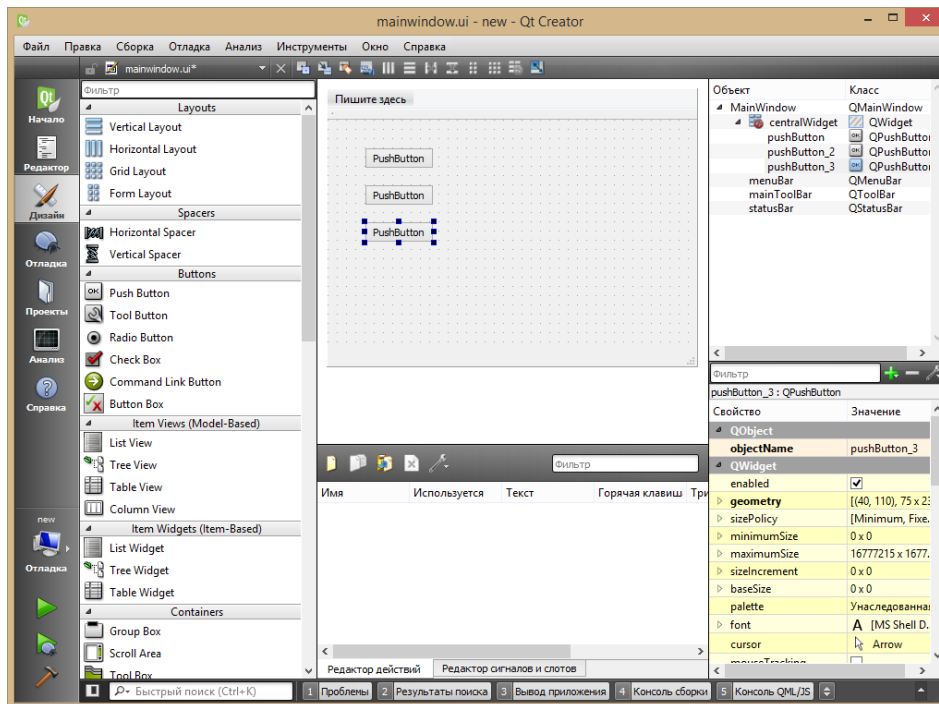 mainwindow.ui - new - Qt Creator
Файл Правка Сборка Отладка Анализ Инструменты Окно Справка
mainwindow.ui*
Начало
Редактор
Дизайн
Отладка
Проекты
Анализ
Справка
new
Отладка
Фильтр
Layouts
Vertical Layout
Horizontal Layout
Grid Layout
Form Layout
Spacers
Horizontal Spacer
Vertical Spacer
Buttons
OK Push Button
Tool Button
Radio Button
Check Box
Command Link Button
Button Box
Item Views (Model-Based)
List View
Tree View
Table View
Column View
Item Widgets (Item-Based)
List Widget
Tree Widget
Table Widget
Containers
Group Box
Scroll Area
Tool Box
Пишите здесь
PushButton
PushButton
PushButton
Фильтр
Имя Используется Текст Горячая клавиш Три
Редактор действий Редактор сигналов и слотов
Объект Класс
MainWindow QMainWindow
centralWidget QWidget
pushButton OK QPushButto
pushButton_2 OK QPushButto
pushButton_3 OK QPushButto
menuBar QMenuBar
mainToolBar QToolBar
statusBar QStatusBar
Фильтр
pushButton_3 : QPushButton
Свойство Значение
QObject
objectName pushButton_3
QWidget
enabled
geometry [(40, 110), 75 x 23
sizePolicy [Minimum, Fixe.
minimumSize 0 x 0
maximumSize 16777215 x 1677.
sizeIncrement 0 x 0
baseSize 0 x 0
palette Унаследованная
font A [MS Shell D.
cursor Arrow
mouseTracking
Быстрый поиск (Ctrl+K) 1 Проблемы 2 Результаты поиска 3 Вывод приложения 4 Консоль сборки 5 Консоль QML/JS